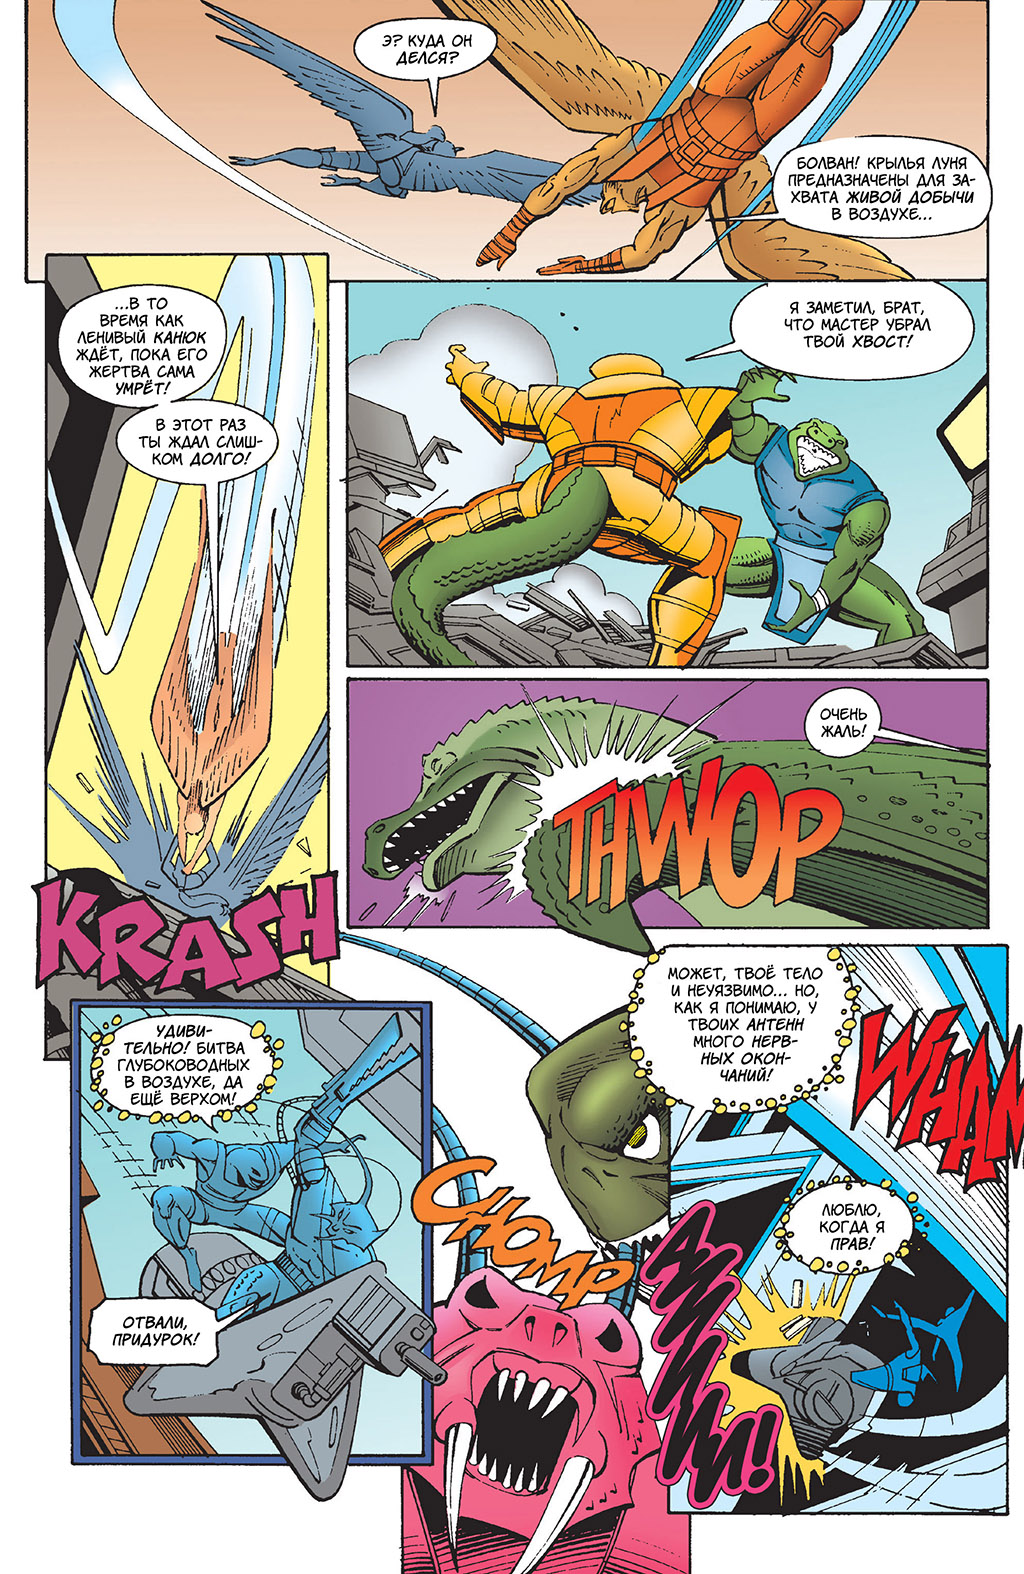 Э? КУДА ОН
ДЕЛСЯ?
БОЛВАН! КРЫЛЬЯ ЛУНЯ
ПРЕДНАЗНАЧЕНЫ ДЛЯ ЗА-
ХВАТА ЖИВОЙ ДОБЫЧИ
В ВОЗДУХЕ...
...В ТО
ВРЕМЯ КАК
ЛЕНИВЫЙ КАНЮК
ЖДЁТ, ПОКА ЕГО
ЖЕРТВА САМА
УМРЁТ!
В ЭТОТ РАЗ
ТЫ ЖДАЛ СЛИШ-
КОМ ДОЛГО!
KRASH
Я ЗАМЕТИЛ, БРАТ,
ЧТО МАСТЕР УБРАЛ
ТВОЙ ХВОСТ!
ОЧЕНЬ
ЖАЛЬ!
THWOP
УДИВИ-
ТЕЛЬНО! БИТВА
ГЛУБОКОВОДНЫХ
В ВОЗДУХЕ, ДА
ЕЩЁ ВЕРХОМ!
ОТВАЛИ,
ПРИДУРОК!
CHOMP
МОЖЕТ, ТВОЁ ТЕЛО
И НЕУЯЗВИМО... НО,
КАК Я ПОНИМАЮ, У
ТВОИХ АНТЕНН
МНОГО НЕРВ-
НЫХ ОКОН-
ЧАНИЙ!
WHAM
АИИИИ!
ЛЮБЛЮ,
КОГДА Я
ПРАВ!